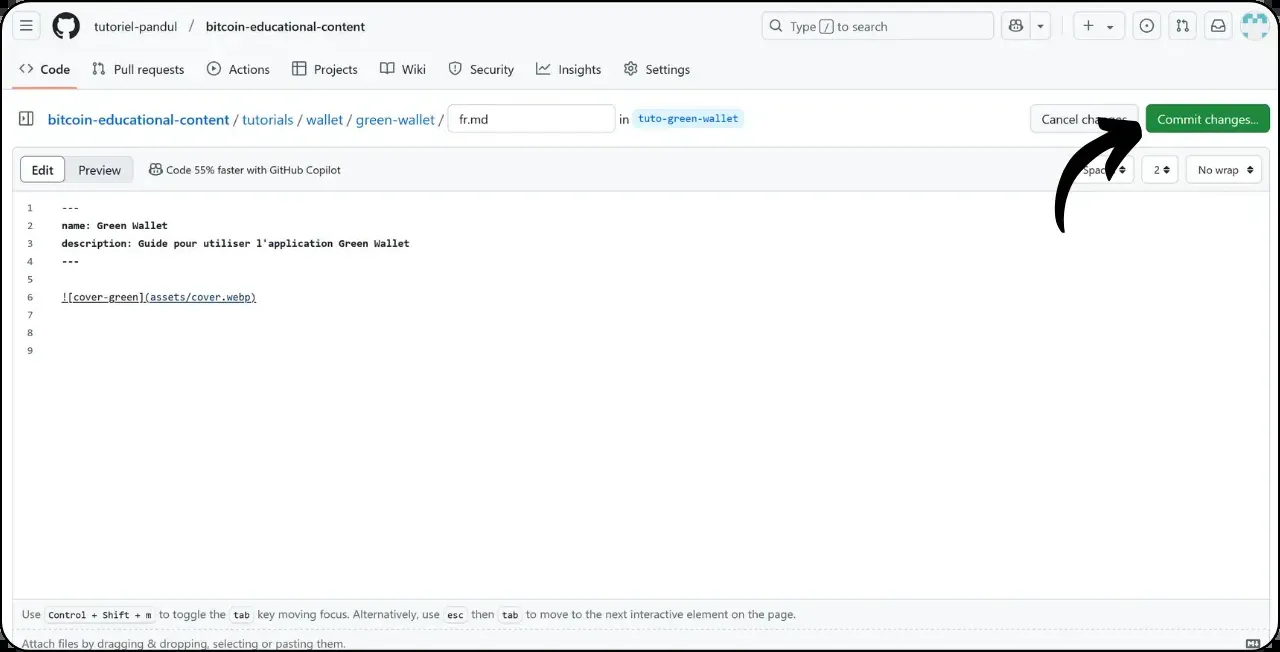 tutoriel-pandul / bitcoin-educational-content
Type / to search
Code Pull requests Actions Projects Wiki Security Insights Settings
bitcoin-educational-content / tutorials / wallet / green-wallet / fr.md in tuto-green-wallet
Cancel changes Commit changes...
Edit Preview Code 55% faster with GitHub Copilot
2 No wrap
1 ---
2 name: Green Wallet
3 description: Guide pour utiliser l'application Green Wallet
4 ---
5
6 ![cover-green](assets/cover.webp)
7
8
9
Use Control + Shift + m to toggle the tab key moving focus. Alternatively, use esc then tab to move to the next interactive element on the page.
Attach files by dragging & dropping, selecting or pasting them.